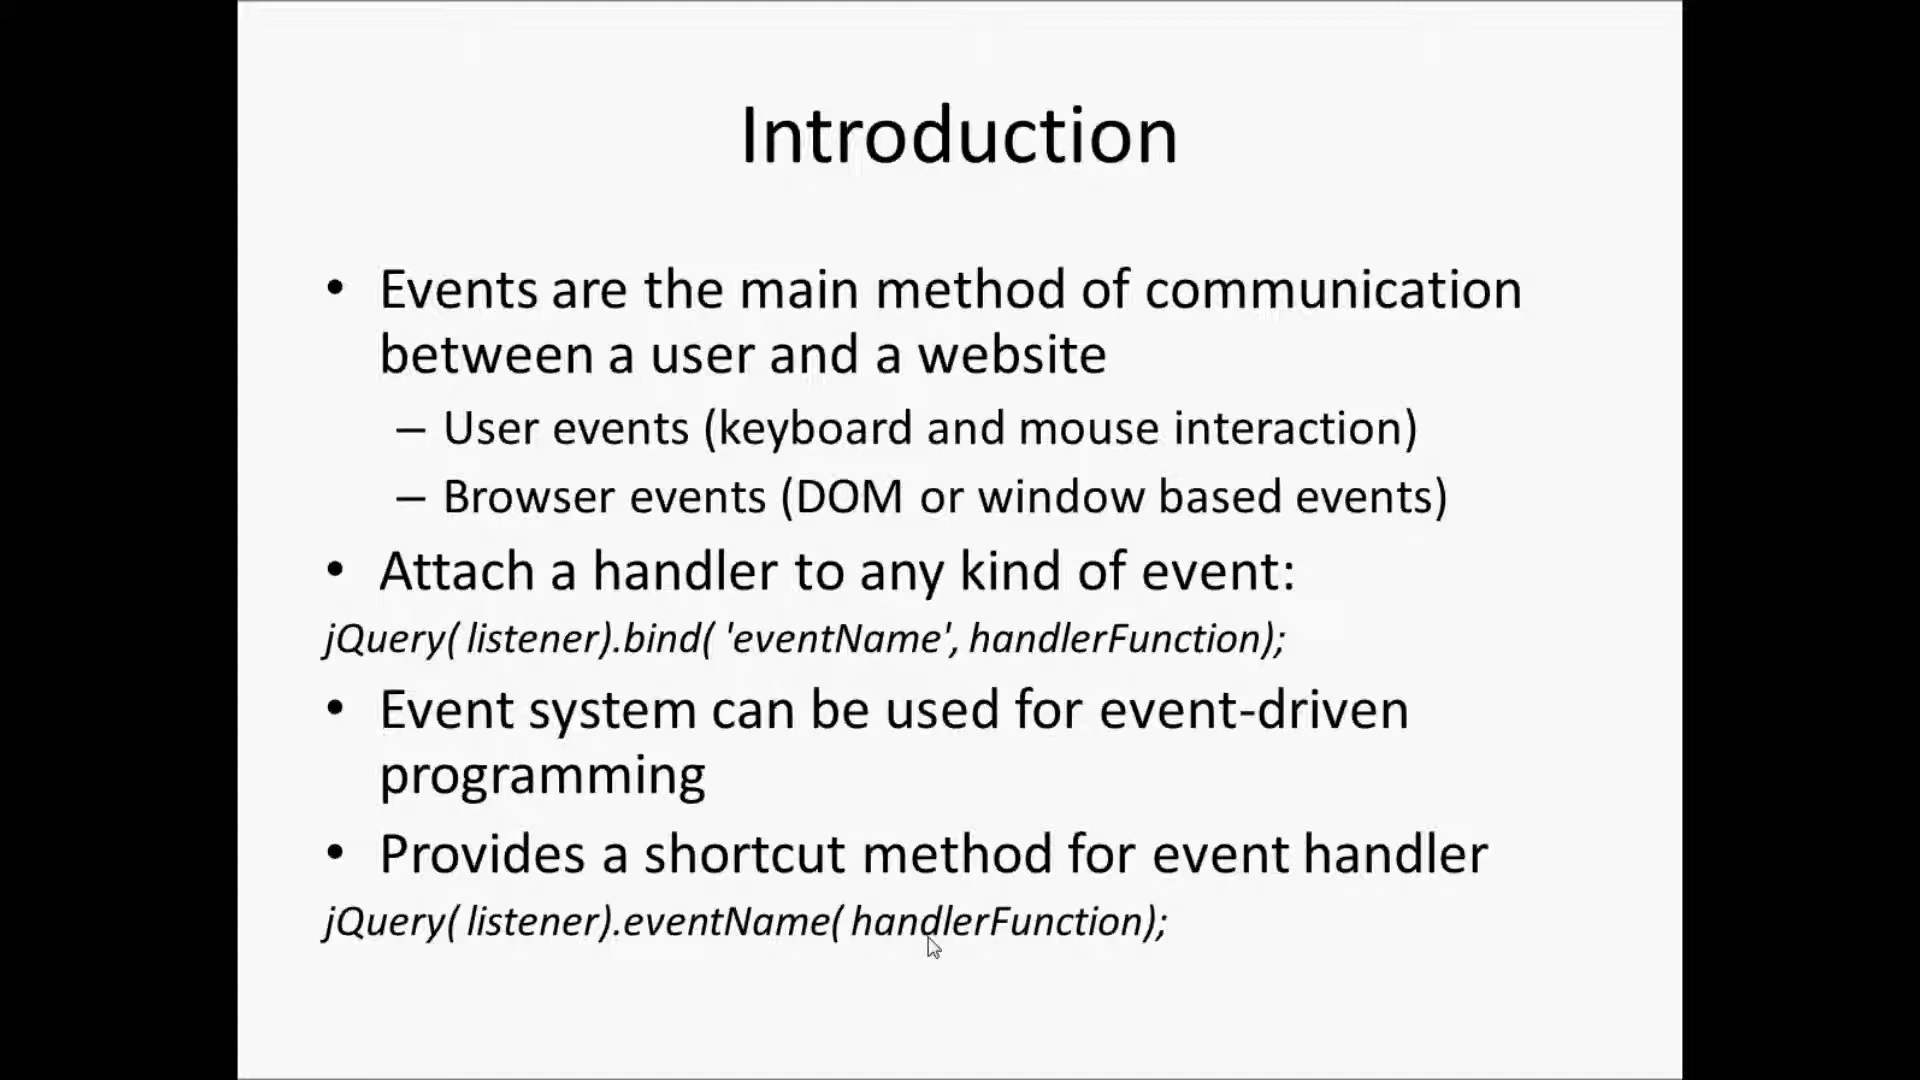 Introduction
• Events are the main method of communication
between a user and a website
– User events (keyboard and mouse interaction)
– Browser events (DOM or window based events)
• Attach a handler to any kind of event:
jQuery( listener).bind( 'eventName', handlerFunction);
• Event system can be used for event-driven
programming
• Provides a shortcut method for event handler
jQuery( listener).eventName( handlerFunction);